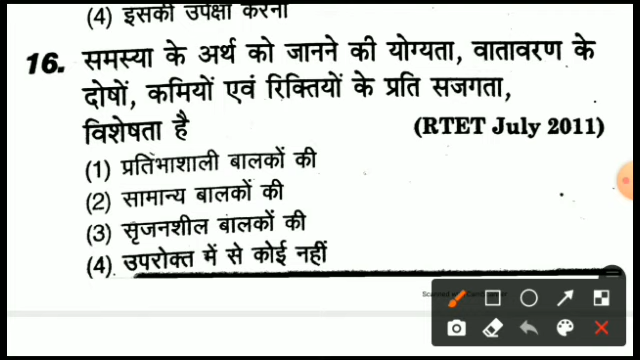 (4) इसकी उपेक्षा करना
16. समस्या के अर्थ को जानने की योग्यता, वातावरण के
दोषों, कमियों एवं रिक्तियों के प्रति सजगता,
विशेषता है (RTET July 2011)
(1) प्रतिभाशाली बालकों की
(2) सामान्य बालकों की
(3) सृजनशील बालकों की
(4) उपरोक्त में से कोई नहीं